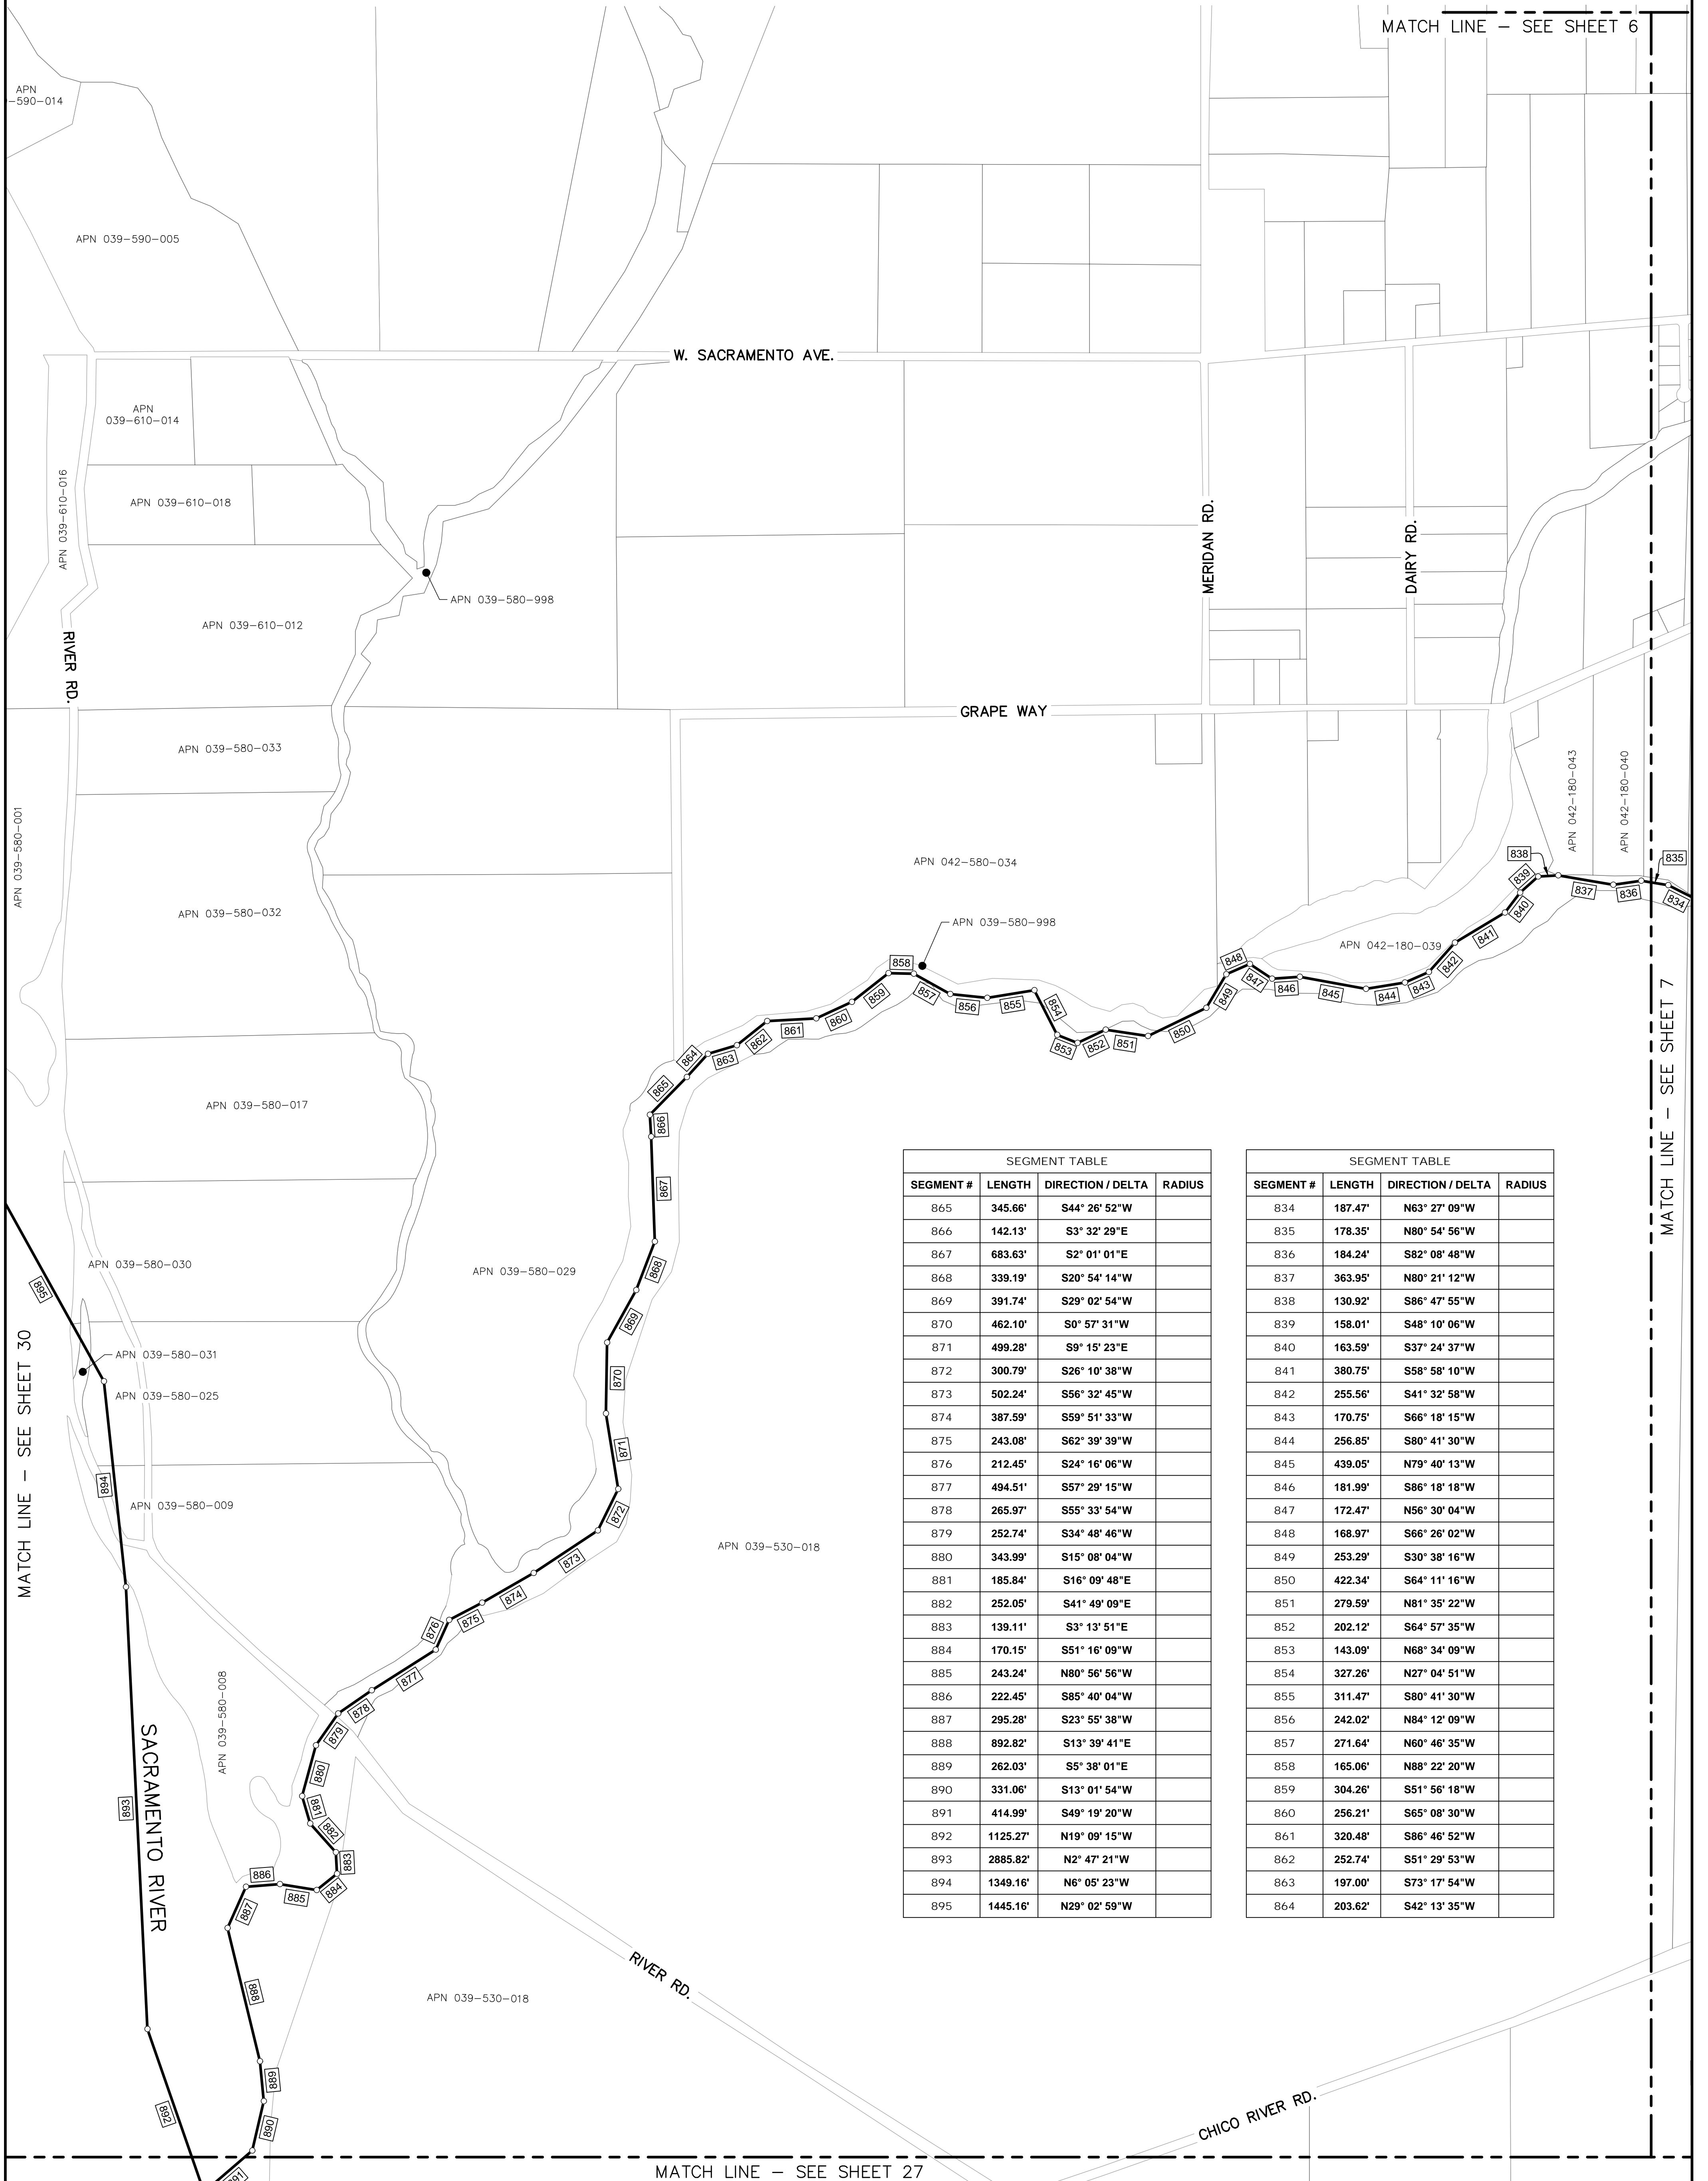 MATCH LINE – SEE SHEET 6
APN
-590-014
APN 039-590-005
W. SACRAMENTO AVE.
APN
039-610-014
APN 039-610-016
APN 039-610-018
MERIDAN RD.
DAIRY RD.
APN 039-580-998
APN 039-610-012
RIVER RD.
GRAPE WAY
APN 039-580-033
APN 039-580-001
APN 042-180-043
APN 042-180-040
APN 042-580-034
838
835
839
837
836
834
840
APN 039-580-032
APN 039-580-998
841
APN 042-180-039
842
858
848
847
846
845
844
843
859
857
856
855
854
849
850
851
852
853
860
861
862
863
864
865
866
867
868
869
870
871
872
873
874
875
876
877
878
879
880
881
882
883
884
885
886
887
888
889
890
891
892
893
894
895
APN 039-580-017
APN 039-580-030
APN 039-580-029
APN 039-580-031
APN 039-580-025
APN 039-580-009
APN 039-530-018
APN 039-580-008
SACRAMENTO RIVER
MATCH LINE – SEE SHEET 30
MATCH LINE – SEE SHEET 7
SEGMENT TABLE
SEGMENT # LENGTH DIRECTION / DELTA RADIUS
865 345.66' S44° 26' 52"W
866 142.13' S3° 32' 29"E
867 683.63' S2° 01' 01"E
868 339.19' S20° 54' 14"W
869 391.74' S29° 02' 54"W
870 462.10' S0° 57' 31"W
871 499.28' S9° 15' 23"E
872 300.79' S26° 10' 38"W
873 502.24' S56° 32' 45"W
874 387.59' S59° 51' 33"W
875 243.08' S62° 39' 39"W
876 212.45' S24° 16' 06"W
877 494.51' S57° 29' 15"W
878 265.97' S55° 33' 54"W
879 252.74' S34° 48' 46"W
880 343.99' S15° 08' 04"W
881 185.84' S16° 09' 48"E
882 252.05' S41° 49' 09"E
883 139.11' S3° 13' 51"E
884 170.15' S51° 16' 09"W
885 243.24' N80° 56' 56"W
886 222.45' S85° 40' 04"W
887 295.28' S23° 55' 38"W
888 892.82' S13° 39' 41"E
889 262.03' S5° 38' 01"E
890 331.06' S13° 01' 54"W
891 414.99' S49° 19' 20"W
892 1125.27' N19° 09' 15"W
893 2885.82' N2° 47' 21"W
894 1349.16' N6° 05' 23"W
895 1445.16' N29° 02' 59"W
SEGMENT TABLE
SEGMENT # LENGTH DIRECTION / DELTA RADIUS
834 187.47' N63° 27' 09"W
835 178.35' N80° 54' 56"W
836 184.24' S82° 08' 48"W
837 363.95' N80° 21' 12"W
838 130.92' S86° 47' 55"W
839 158.01' S48° 10' 06"W
840 163.59' S37° 24' 37"W
841 380.75' S58° 58' 10"W
842 255.56' S41° 32' 58"W
843 170.75' S66° 18' 15"W
844 256.85' S80° 41' 30"W
845 439.05' N79° 40' 13"W
846 181.99' S86° 18' 18"W
847 172.47' N56° 30' 04"W
848 168.97' S66° 26' 02"W
849 253.29' S30° 38' 16"W
850 422.34' S64° 11' 16"W
851 279.59' N81° 35' 22"W
852 202.12' S64° 57' 35"W
853 143.09' N68° 34' 09"W
854 327.26' N27° 04' 51"W
855 311.47' S80° 41' 30"W
856 242.02' N84° 12' 09"W
857 271.64' N60° 46' 35"W
858 165.06' N88° 22' 20"W
859 304.26' S51° 56' 18"W
860 256.21' S65° 08' 30"W
861 320.48' S86° 46' 52"W
862 252.74' S51° 29' 53"W
863 197.00' S73° 17' 54"W
864 203.62' S42° 13' 35"W
RIVER RD.
APN 039-530-018
CHICO RIVER RD.
MATCH LINE – SEE SHEET 27